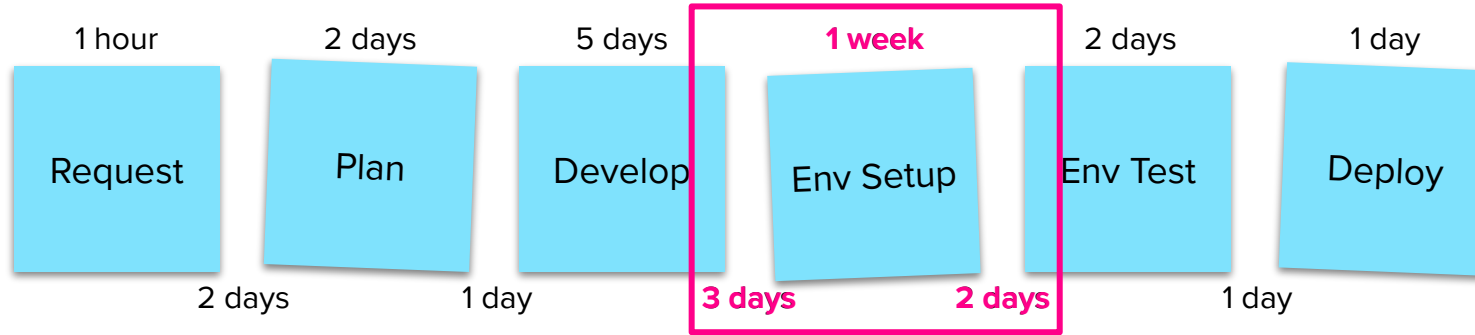 1 hour 2 days 5 days 1 week 2 days 1 day
Request Plan Develop Env Setup Env Test Deploy
2 days 1 day 3 days 2 days 1 day